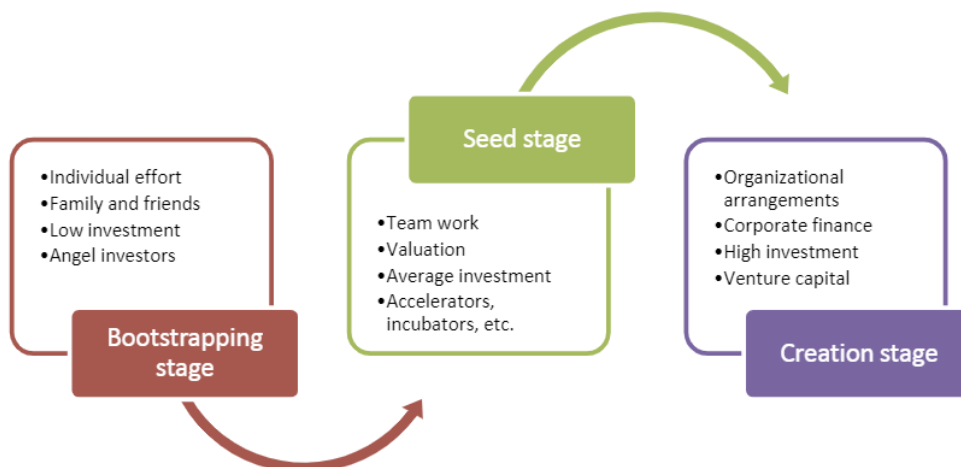 •Individual effort
•Family and friends
•Low investment
•Angel investors
Bootstrapping
stage
Seed stage
•Team work
•Valuation
•Average investment
•Accelerators,
incubators, etc.
•Organizational
arrangements
•Corporate finance
•High investment
•Venture capital
Creation stage